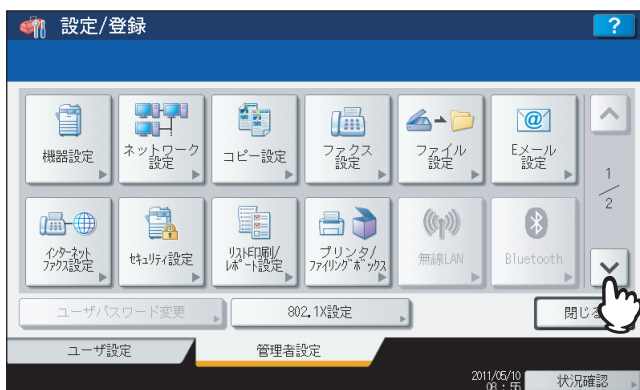 設定/登録
?
機器設定
ネットワーク
設定
コピー設定
ファクス
設定
ファイル
設定
Eメール
設定
1
/
2
インターネット
ファクス設定
セキュリティ設定
リスト印刷/
レポート設定
プリンタ/
ファイリングボックス
無線LAN
Bluetooth
ユーザパスワード変更
802.1X設定
閉じる
ユーザ設定
管理者設定
2011/05/10
08:55
状況確認